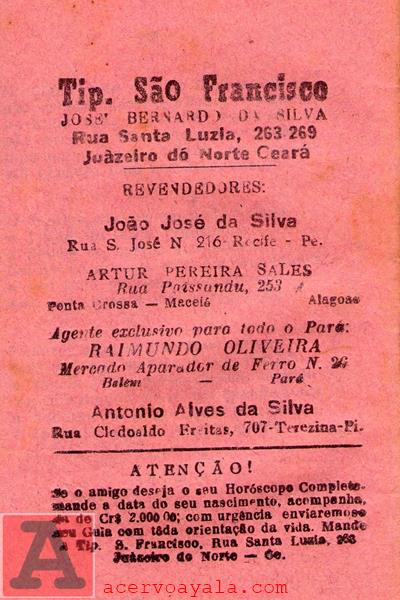 Tip. São Francisco
JOSE' BERNARDO DA SILVA
Rua Santa Luzia, 263 269
Juàzeiro dó Norte Ceará
REVENDEDORES:
João José da Silva
Rua S. José N. 216- Recife - Pe.
ARTUR PEREIRA SALES
Rua Paissandu, 253
Ponta Grossa — Maceió Alagoas
Agente exclusivo para todo o Pará:
RAIMUNDO OLIVEIRA
Mercado Aparador de Ferro N. 26
Belém — Pará
Antonio Alves da Silva
Rua Clodoaldo Freitas, 707-Terezina-Pi.
ATENÇÃO!
Se o amigo deseja o seu Horóscopo Completo
mande a data do seu nascimento, acompanha
da de Cr$ 2.000,00; com urgência enviaremos
seu Guia com tôda orientação da vida. Mande
a Tip. S. Francisco, Rua Santa Luzia, 263
Juàzeiro do Norte — Ce.
A
acervoayala.com